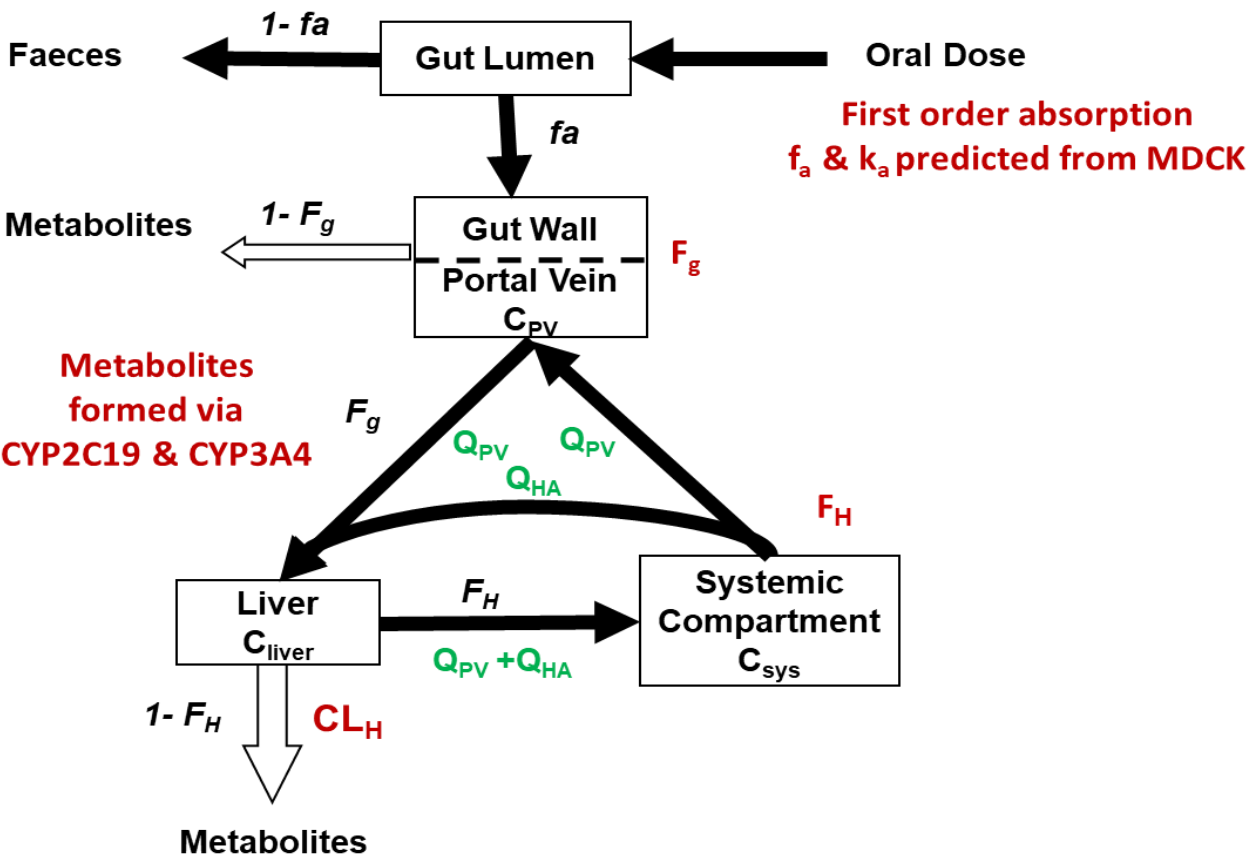 1- fa
Faeces
Gut Lumen
Oral Dose
First order absorption
fa & ka predicted from MDCK
fa
Metabolites
1- Fg
Gut Wall
Fg
Portal Vein
CPV
Metabolites
formed via
CYP2C19 & CYP3A4
Fg
QPV
QPV
QHA
FH
Liver
Cliver
FH
QPV +QHA
Systemic
Compartment
Csys
1- FH
CLH
Metabolites